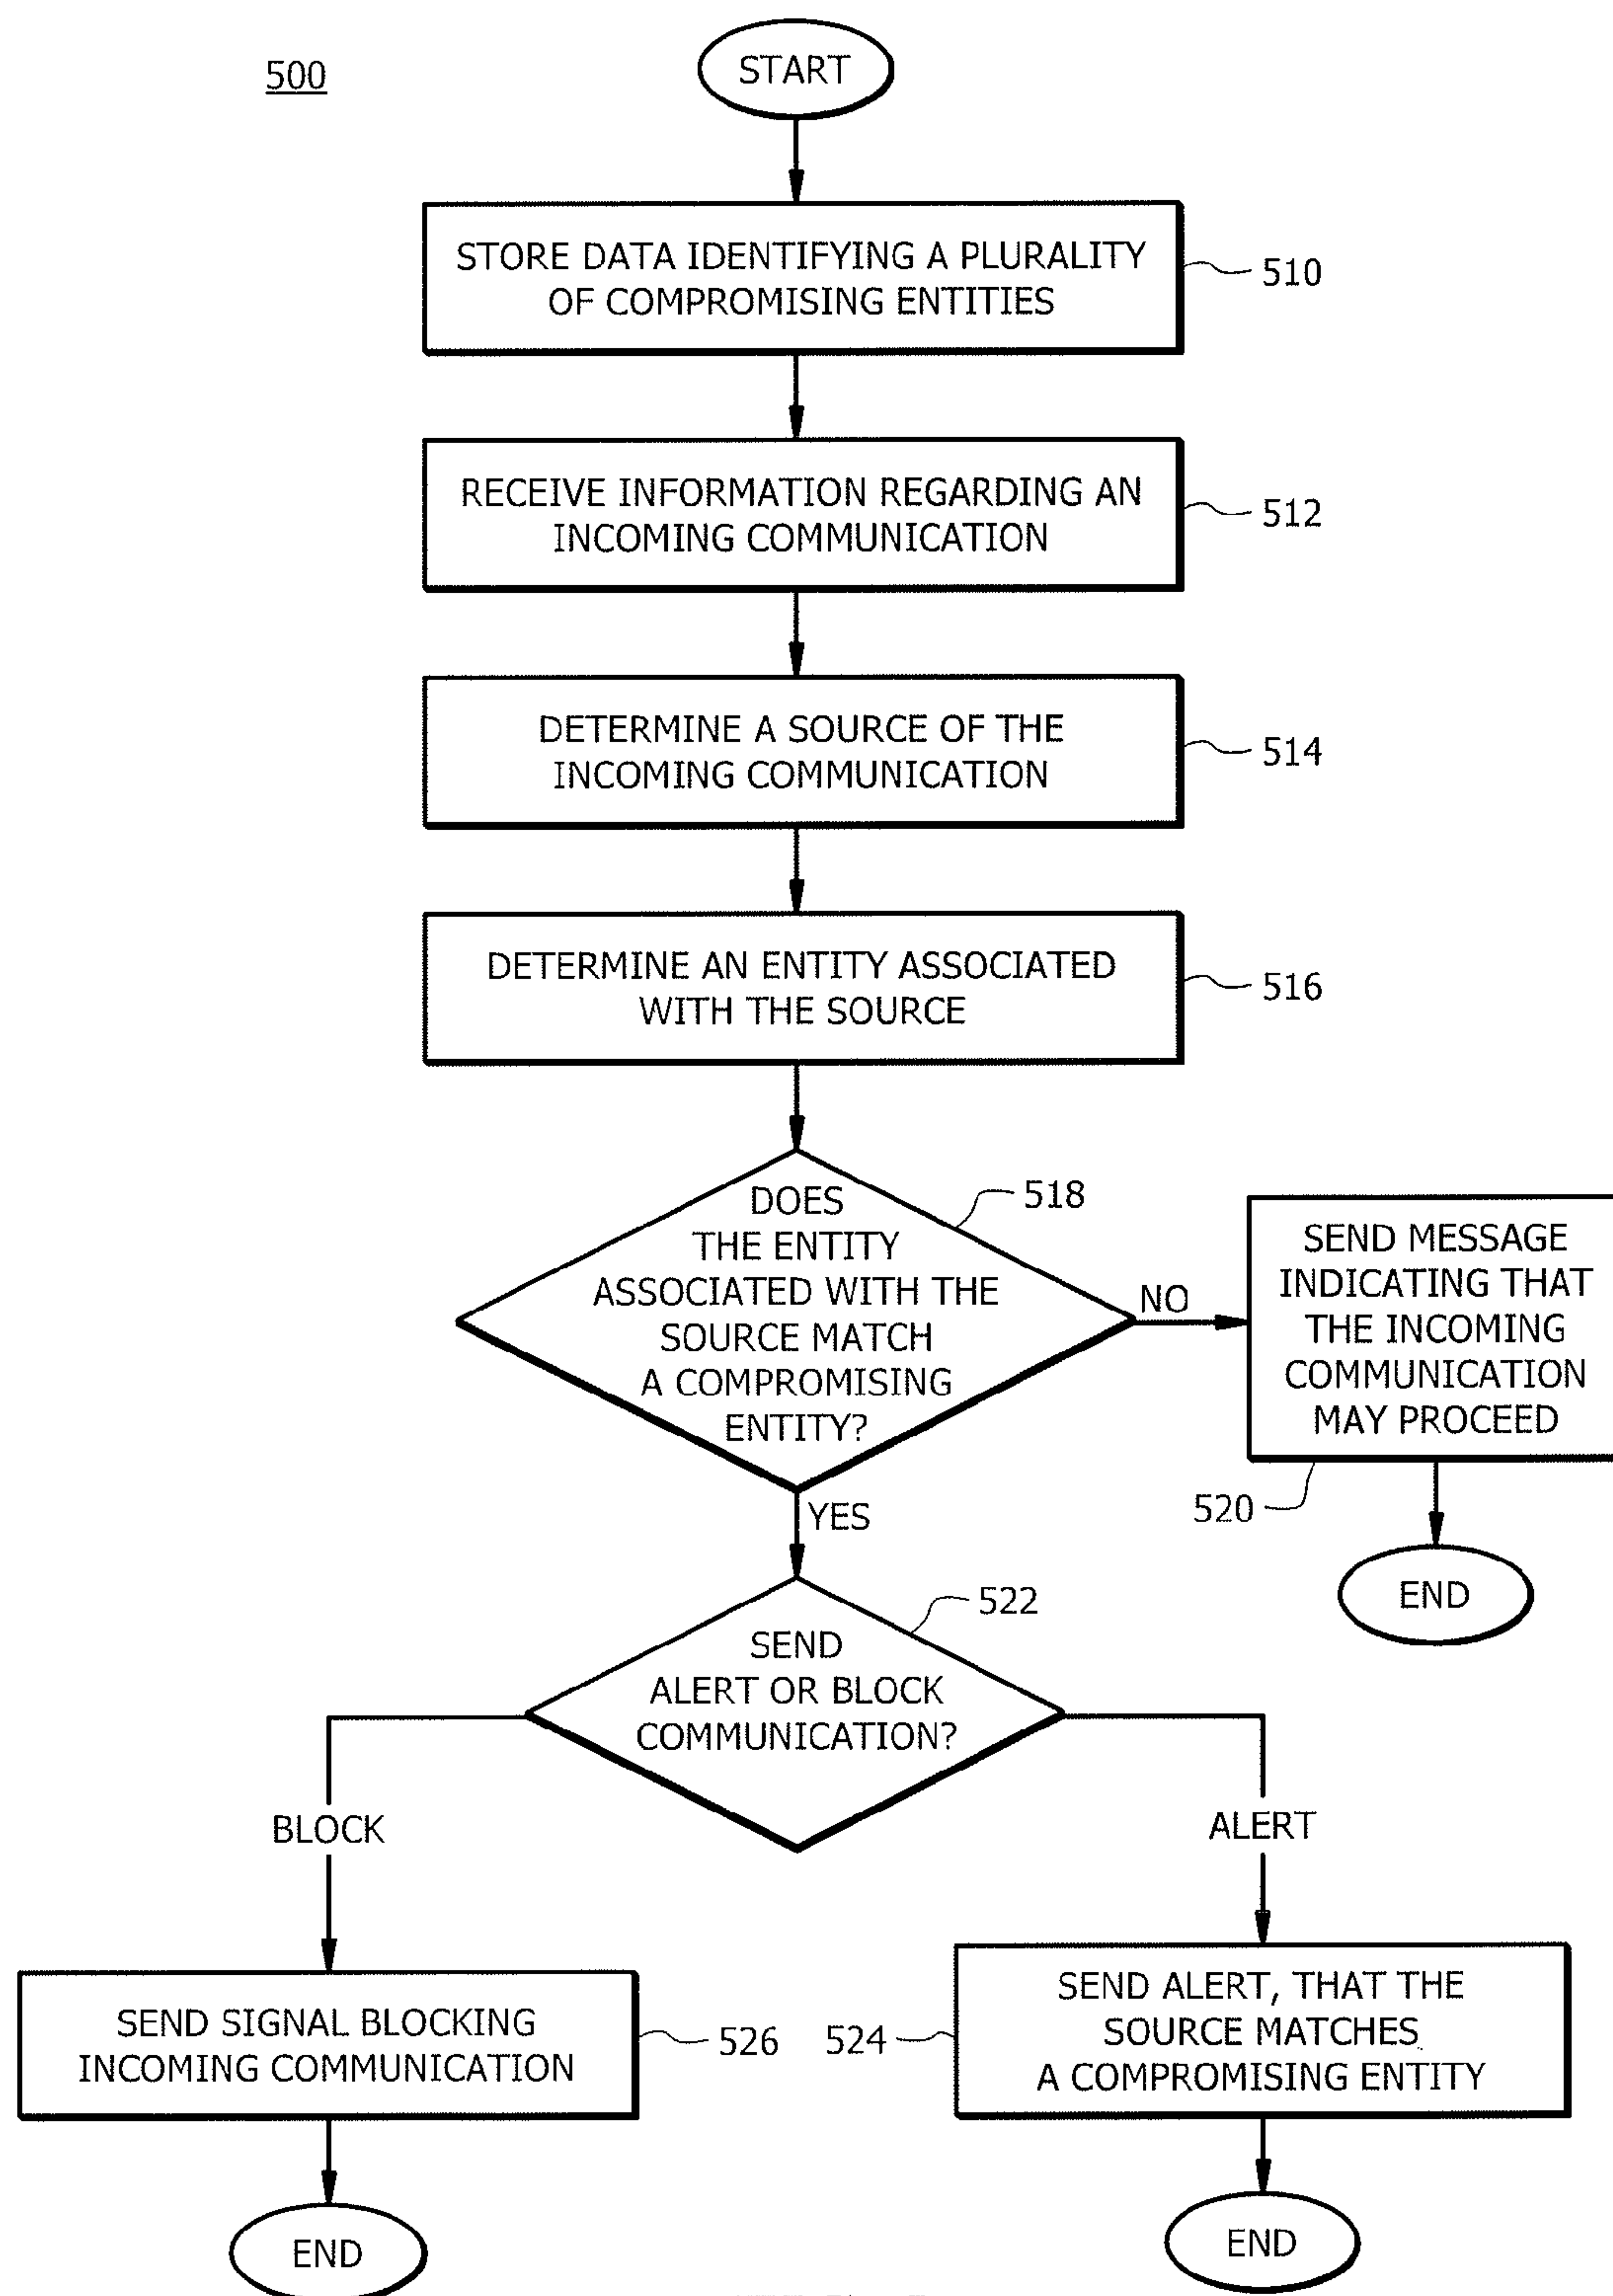 500
START
STORE DATA IDENTIFYING A PLURALITY
OF COMPROMISING ENTITIES
510
RECEIVE INFORMATION REGARDING AN
INCOMING COMMUNICATION
512
DETERMINE A SOURCE OF THE
INCOMING COMMUNICATION
514
DETERMINE AN ENTITY ASSOCIATED
WITH THE SOURCE
516
DOES
THE ENTITY
ASSOCIATED WITH THE
SOURCE MATCH
A COMPROMISING
ENTITY?
518
NO
SEND MESSAGE
INDICATING THAT
THE INCOMING
COMMUNICATION
MAY PROCEED
520
END
YES
SEND
ALERT OR BLOCK
COMMUNICATION?
522
BLOCK
ALERT
SEND SIGNAL BLOCKING
INCOMING COMMUNICATION
526
524
SEND ALERT, THAT THE
SOURCE MATCHES
A COMPROMISING ENTITY
END
END